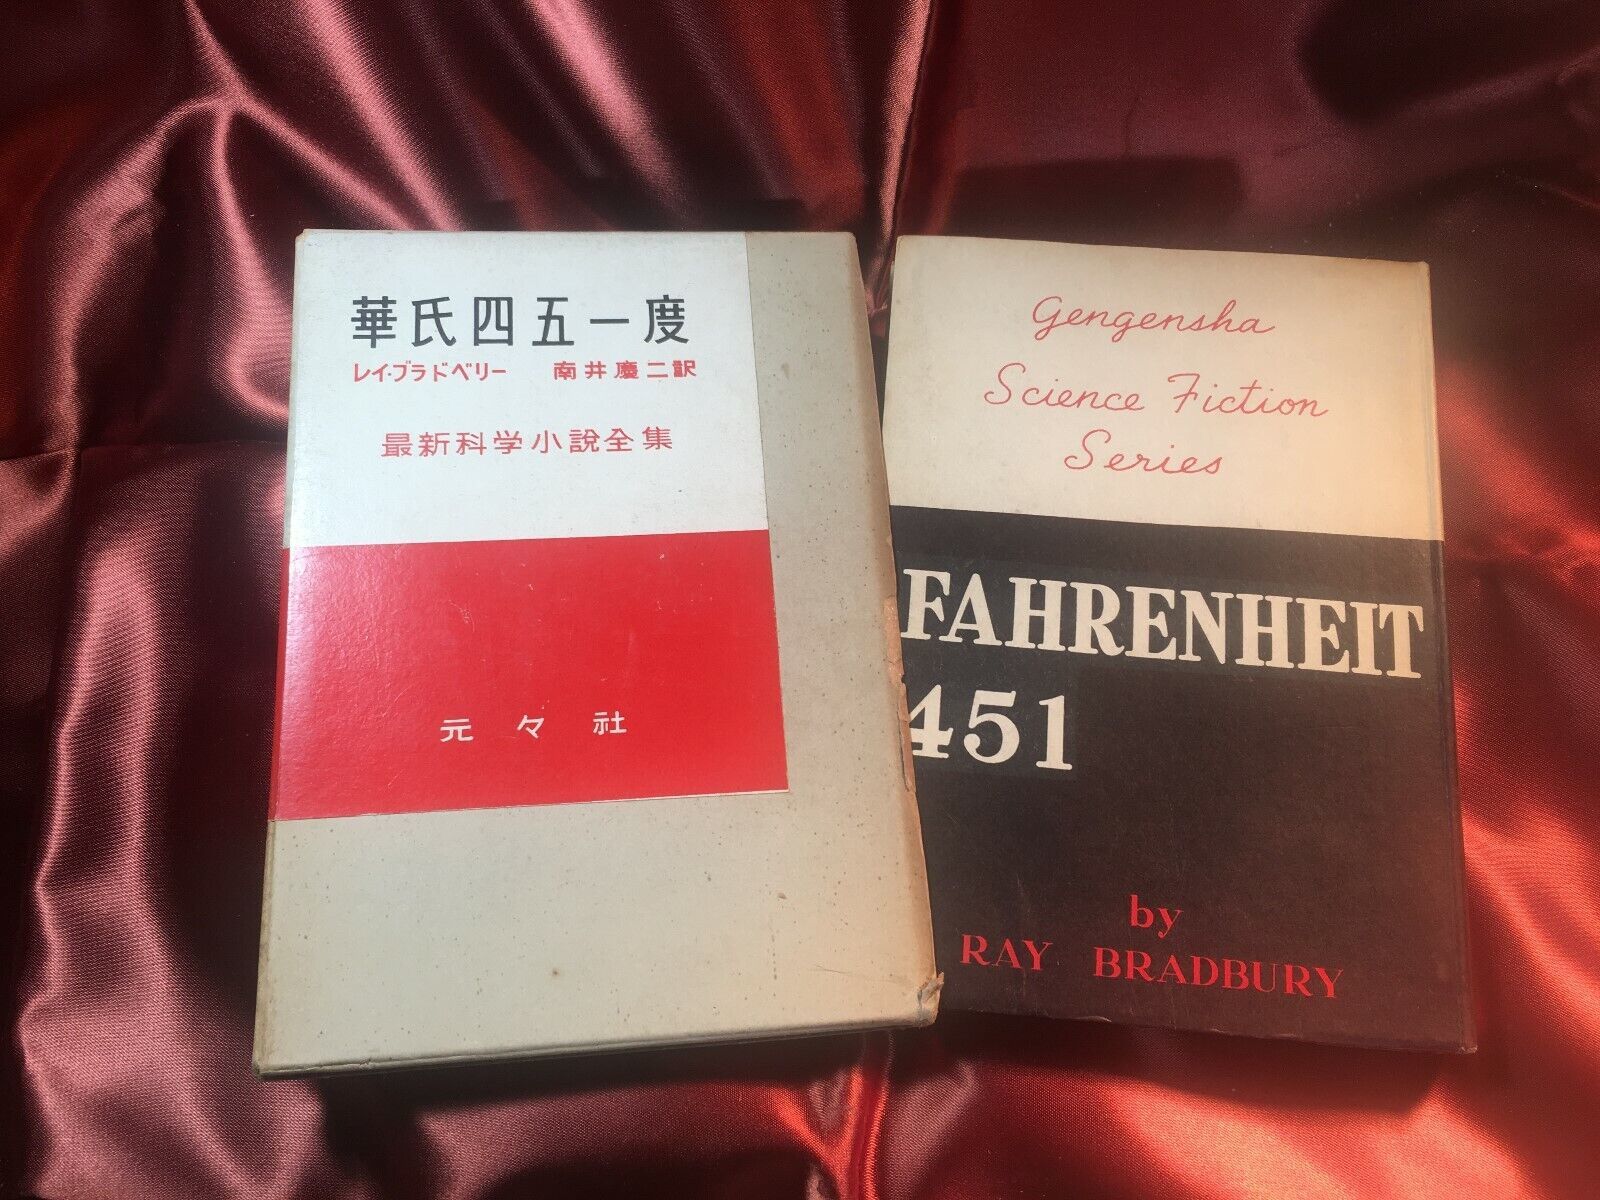 華氏四五一度
レイ・ブラドベリー 南井慶二訳
最新科学小説全集
元々社
Gengensha
Science Fiction
Series
FAHRENHEIT
451
by
RAY BRADBURY